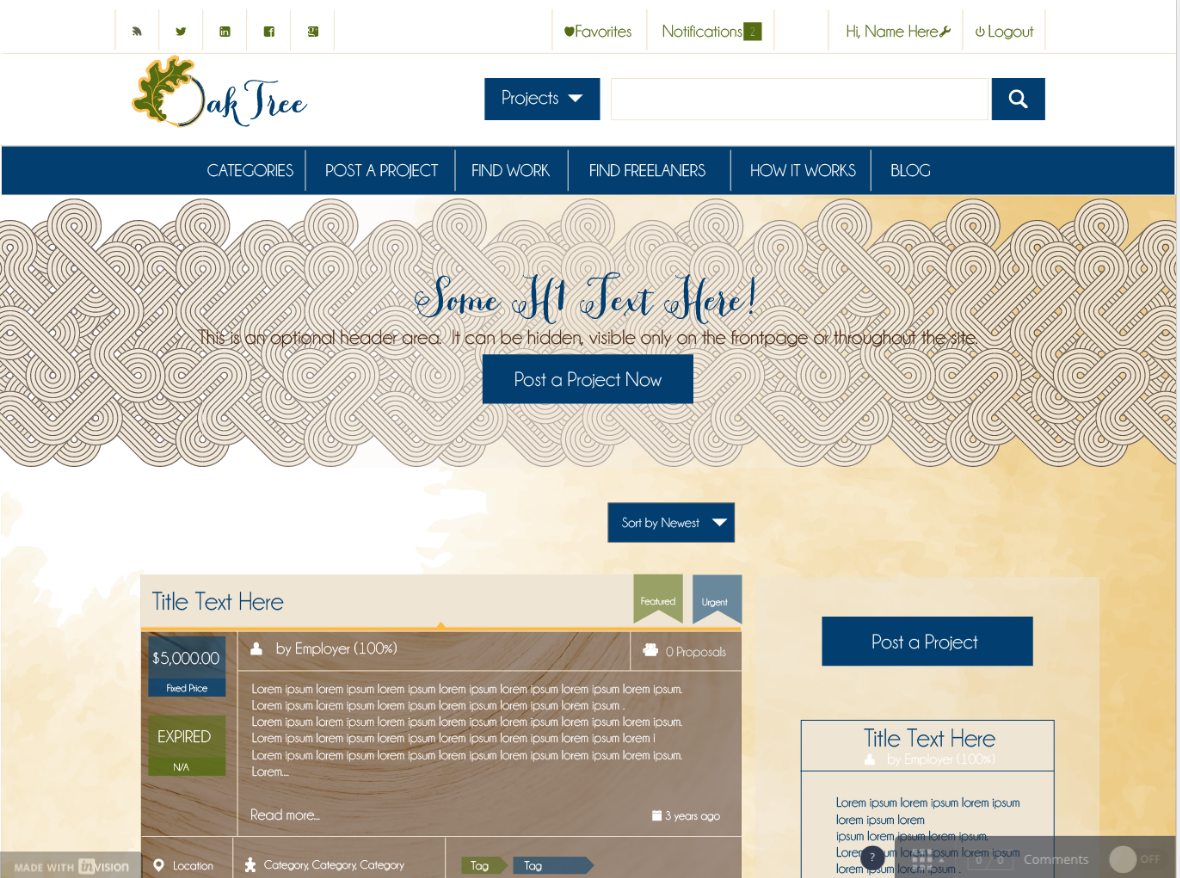 Favorites
Notifications 2
Hi, Name Here
Logout
Oak Tree
Projects
CATEGORIES
POST A PROJECT
FIND WORK
FIND FREELANERS
HOW IT WORKS
BLOG
Some H1 Text Here!
This is an optional header area. It can be hidden, visible only on the frontpage or throughout the site.
Post a Project Now
Sort by Newest
Title Text Here
Featured
Urgent
$5,000.00
Fixed Price
by Employer (100%)
0 Proposals
EXPIRED
N/A
Lorem ipsum lorem ipsum lorem ipsum lorem ipsum lorem ipsum lorem ipsum lorem ipsum.
Lorem ipsum lorem ipsum lorem ipsum lorem ipsum lorem ipsum lorem ipsum .
Lorem ipsum lorem ipsum lorem ipsum lorem ipsum lorem ipsum lorem ipsum lorem ipsum.
Lorem ipsum lorem ipsum lorem ipsum lorem ipsum lorem ipsum lorem ipsum lorem i
Lorem ipsum lorem ipsum lorem ipsum lorem ipsum lorem ipsum lorem ipsum lorem ipsum.
Lorem...
Read more...
3 years ago
Location
Category, Category, Category
Tag
Tag
Post a Project
Title Text Here
by Employer (100%)
Lorem ipsum lorem ipsum lorem ipsum
lorem ipsum lorem
ipsum lorem ipsum lorem ipsum.
Lorem ipsum lorem ipsum lorem
ipsum lorem ipsum .
MADE WITH invision
?
Comments
OFF